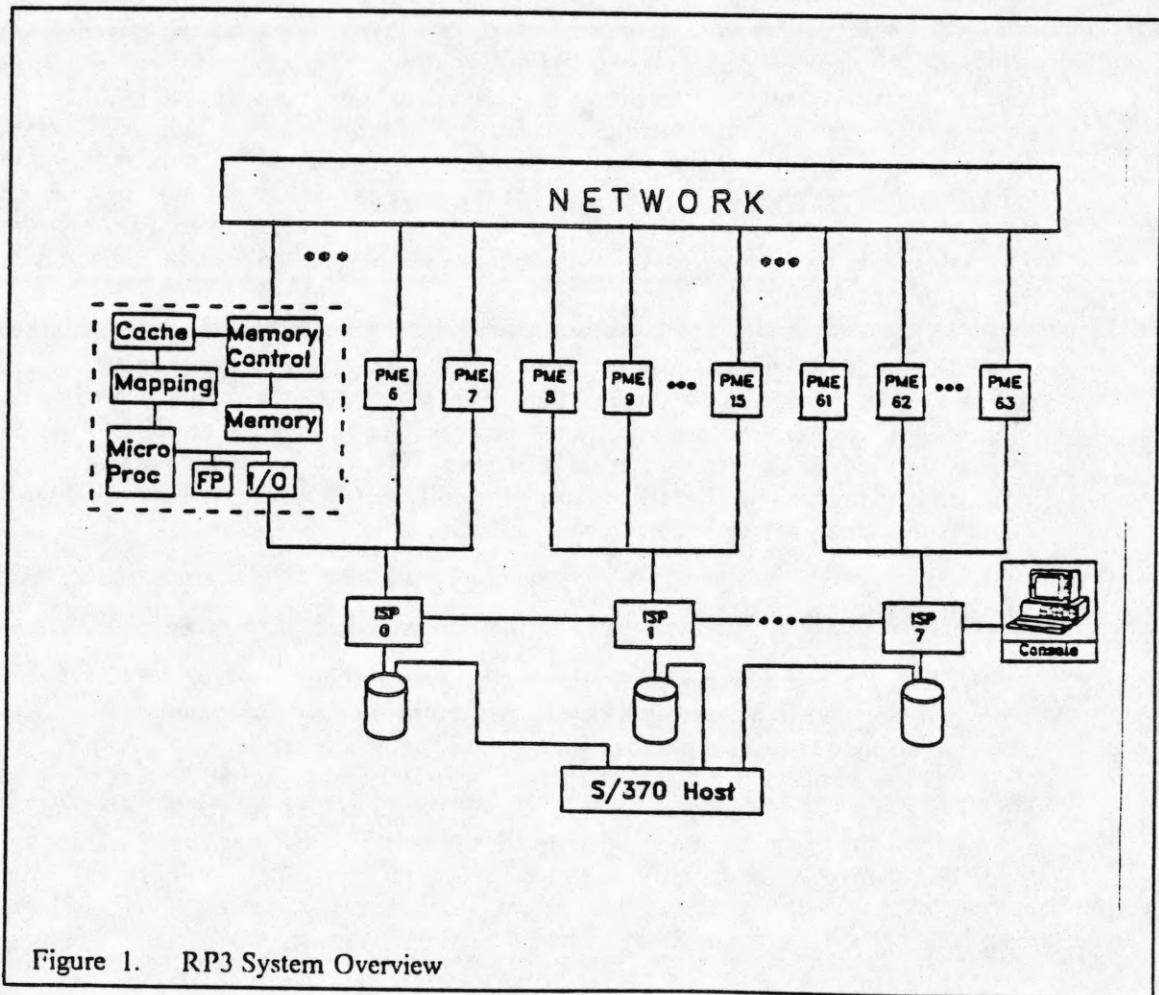 NETWORK
Cache
Memory
Control
Mapping
Memory
Micro
Proc
FP
I/O
PME
6
PME
7
PME
8
PME
9
PME
15
PME
61
PME
62
PME
63
ISP
0
ISP
1
ISP
7
Console
S/370 Host
Figure 1. RP3 System Overview